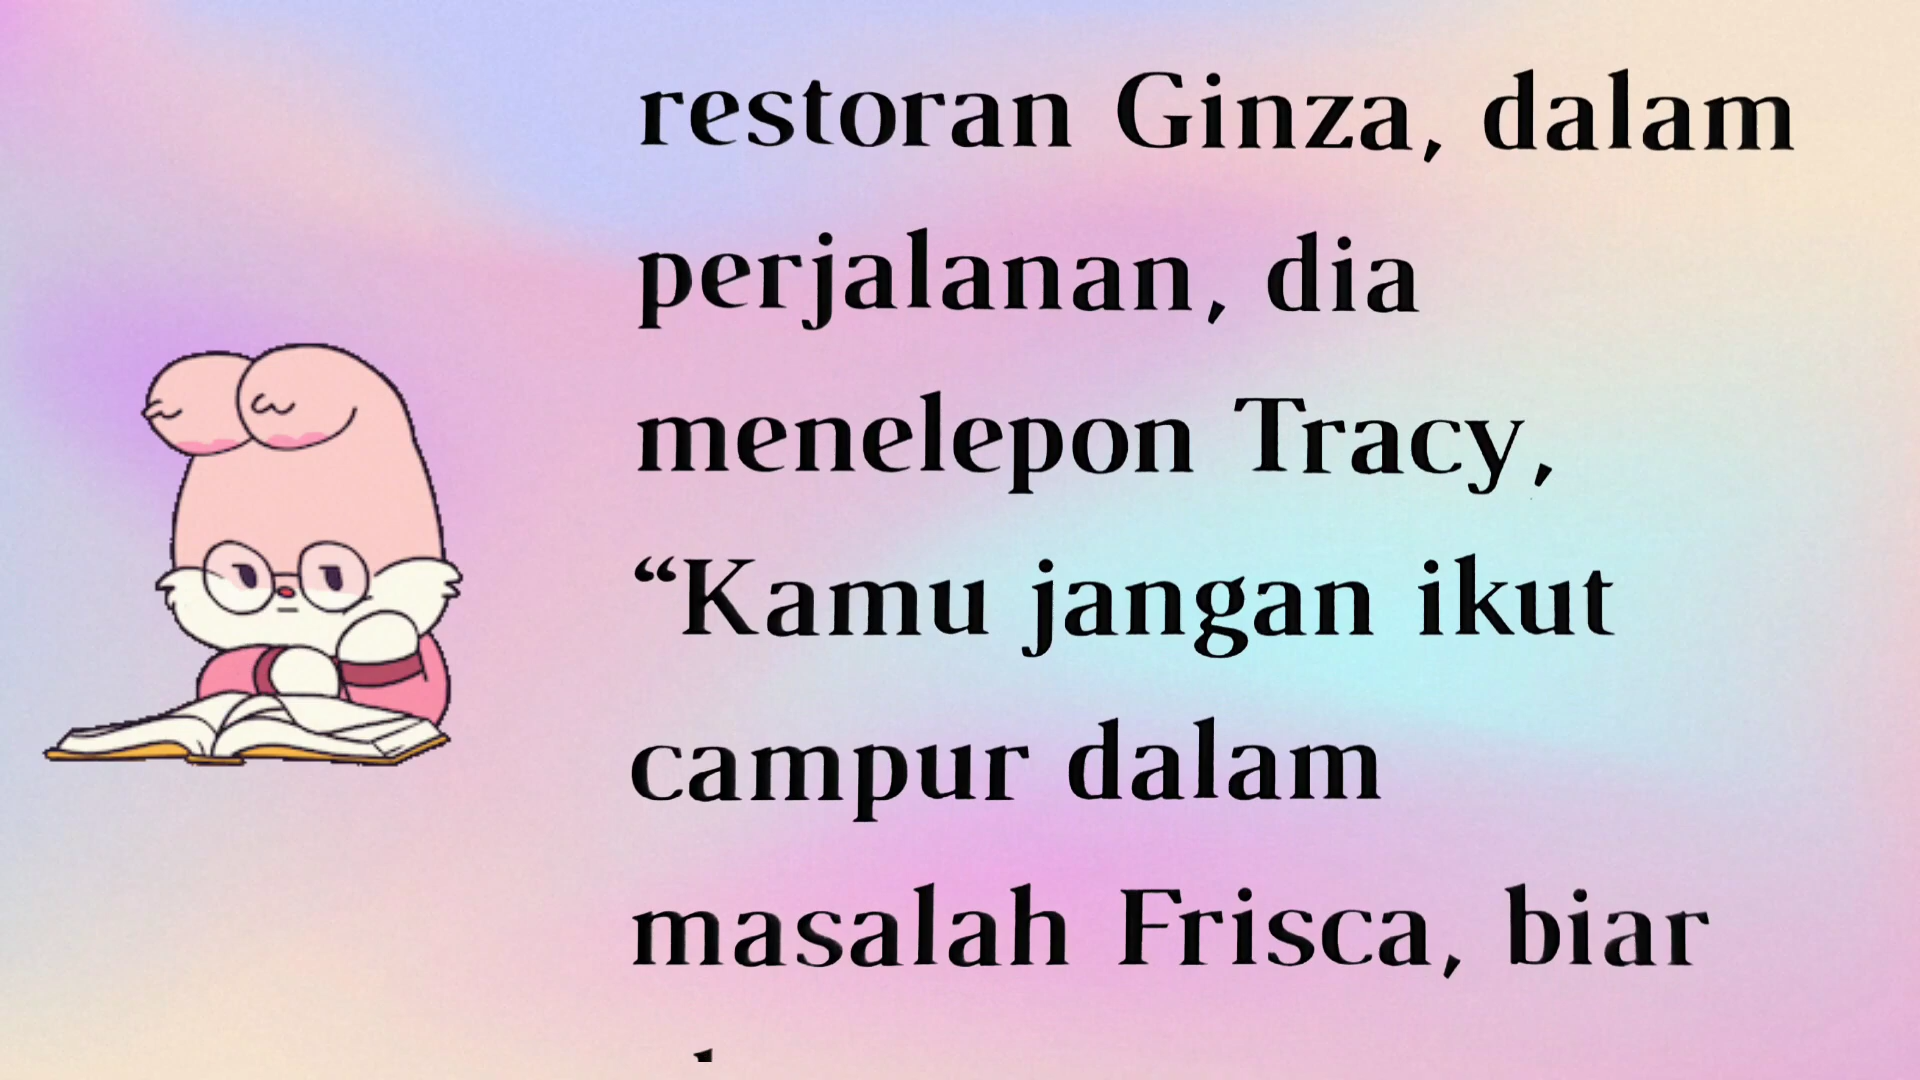 restoran Ginza, dalam
perjalanan, dia
menelepon Tracy,
“Kamu jangan ikut
campur dalam
masalah Frisca, biar